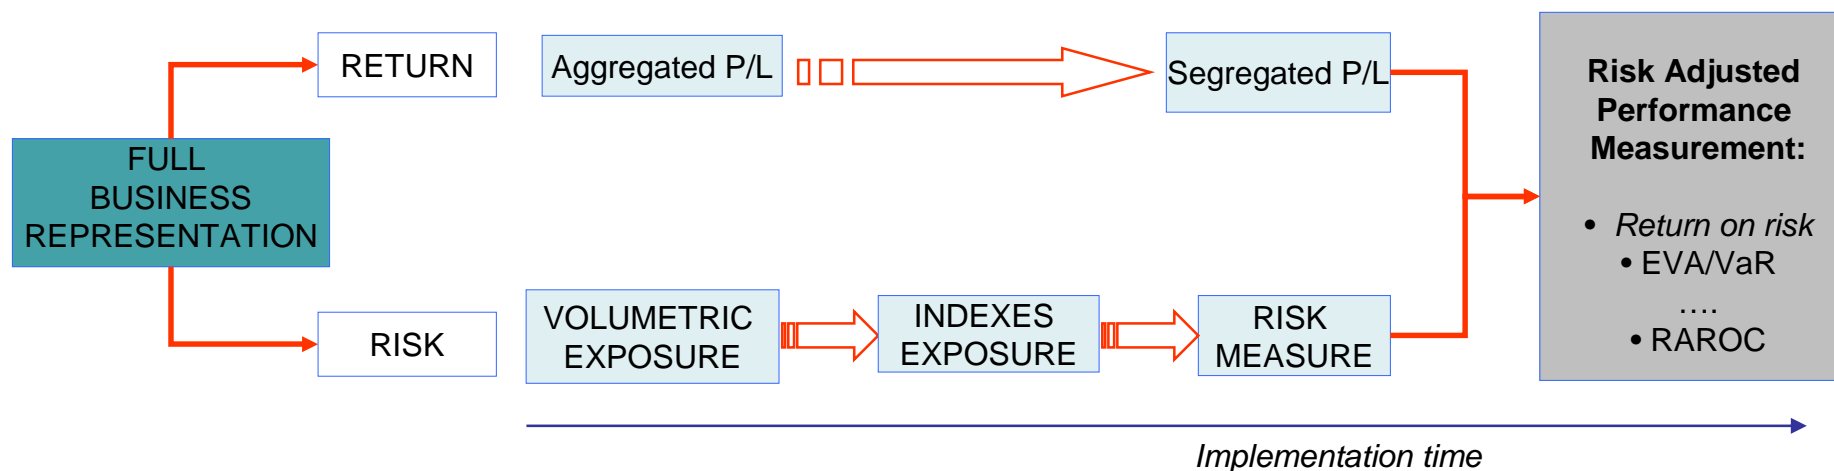 RETURN
Aggregated P/L
Segregated P/L
FULL
BUSINESS
REPRESENTATION
RISK
VOLUMETRIC
EXPOSURE
INDEXES
EXPOSURE
RISK
MEASURE
Risk Adjusted
Performance
Measurement:
• Return on risk
• EVA/VaR
....
• RAROC
Implementation time